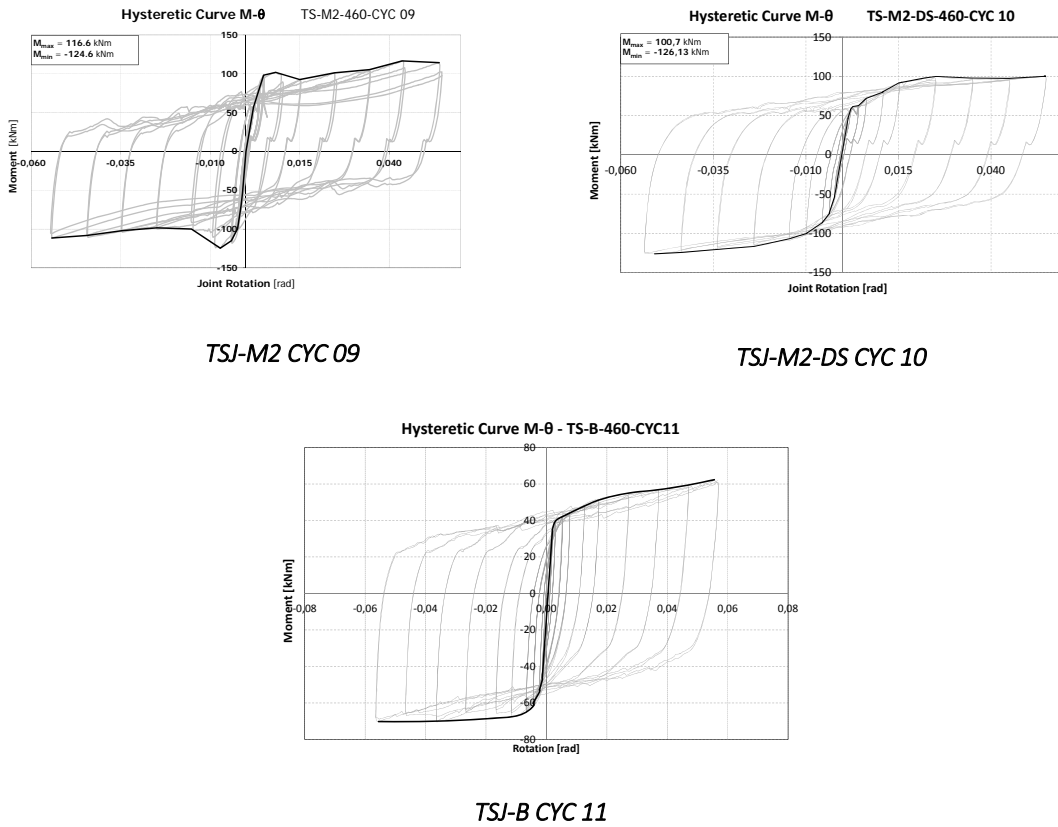 Hysteretic Curve M-θ TS-M-460-CYC 09
M_max = 116.6 kNm
M_min = -124.6 kNm
150
100
50
0
-50
-100
-150
-0,060 -0,035 -0,010 0,015 0,040
Moment [kNm]
Joint Rotation [rad]
TSJ-M2 CYC 09
Hysteretic Curve M-θ TS-M2-DS-460-CYC 10
M_max = 100,7 kNm
M_min = -126,13 kNm
150
100
50
0
-50
-100
-150
-0,060 -0,035 -0,010 0,015 0,040
Moment [kNm]
Joint Rotation [rad]
TSJ-M2-DS CYC 10
Hysteretic Curve M-θ - TS-B-460-CYC11
80
60
40
20
0
-20
-40
-60
-80
-0,08 -0,06 -0,04 -0,02 0,00 0,02 0,04 0,06 0,08
Moment [kNm]
Rotation [rad]
TSJ-B CYC 11